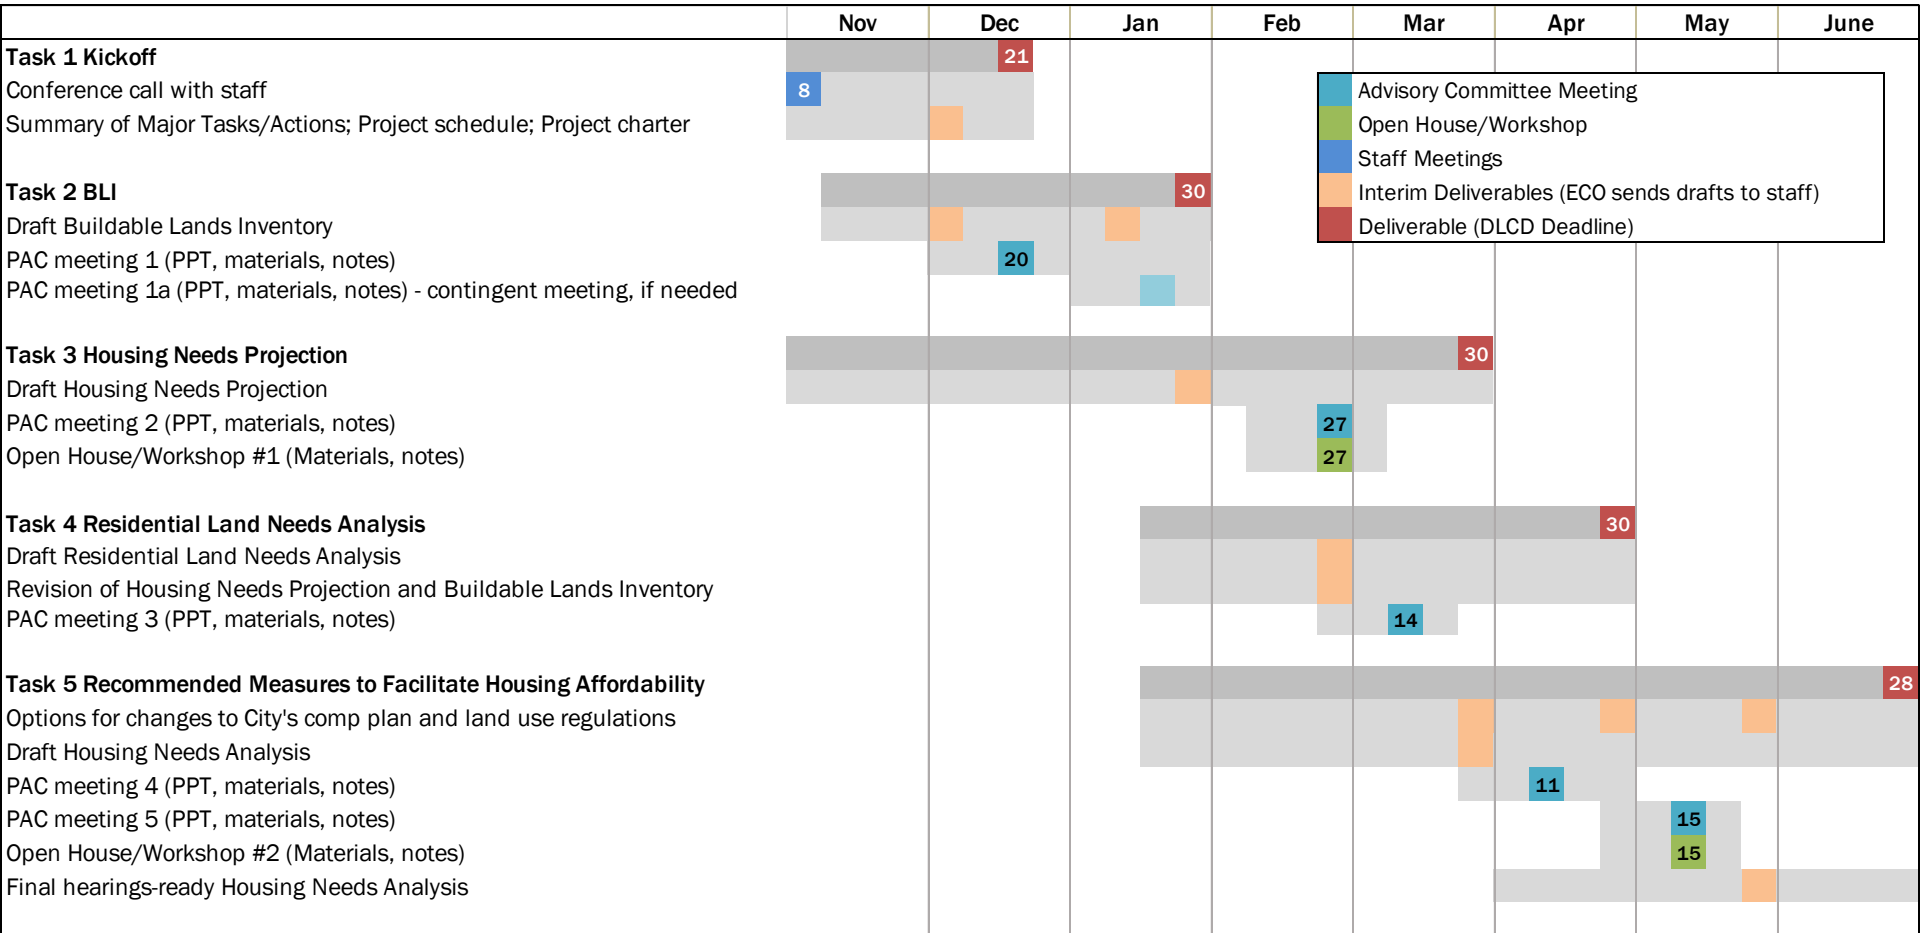 Nov Dec Jan Feb Mar Apr May June
Task 1 Kickoff 21
Conference call with staff 8
Summary of Major Tasks/Actions; Project schedule; Project charter
Advisory Committee Meeting
Open House/Workshop
Staff Meetings
Interim Deliverables (ECO sends drafts to staff)
Deliverable (DLCD Deadline)
Task 2 BLI 30
Draft Buildable Lands Inventory
PAC meeting 1 (PPT, materials, notes) 20
PAC meeting 1a (PPT, materials, notes) - contingent meeting, if needed
Task 3 Housing Needs Projection 30
Draft Housing Needs Projection
PAC meeting 2 (PPT, materials, notes) 27
Open House/Workshop #1 (Materials, notes) 27
Task 4 Residential Land Needs Analysis 30
Draft Residential Land Needs Analysis
Revision of Housing Needs Projection and Buildable Lands Inventory
PAC meeting 3 (PPT, materials, notes) 14
Task 5 Recommended Measures to Facilitate Housing Affordability 28
Options for changes to City's comp plan and land use regulations
Draft Housing Needs Analysis
PAC meeting 4 (PPT, materials, notes) 11
PAC meeting 5 (PPT, materials, notes) 15
Open House/Workshop #2 (Materials, notes) 15
Final hearings-ready Housing Needs Analysis